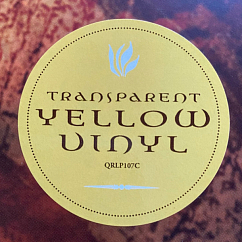 TRANSPARENT
YELLOW
VINYL
QRLP107C